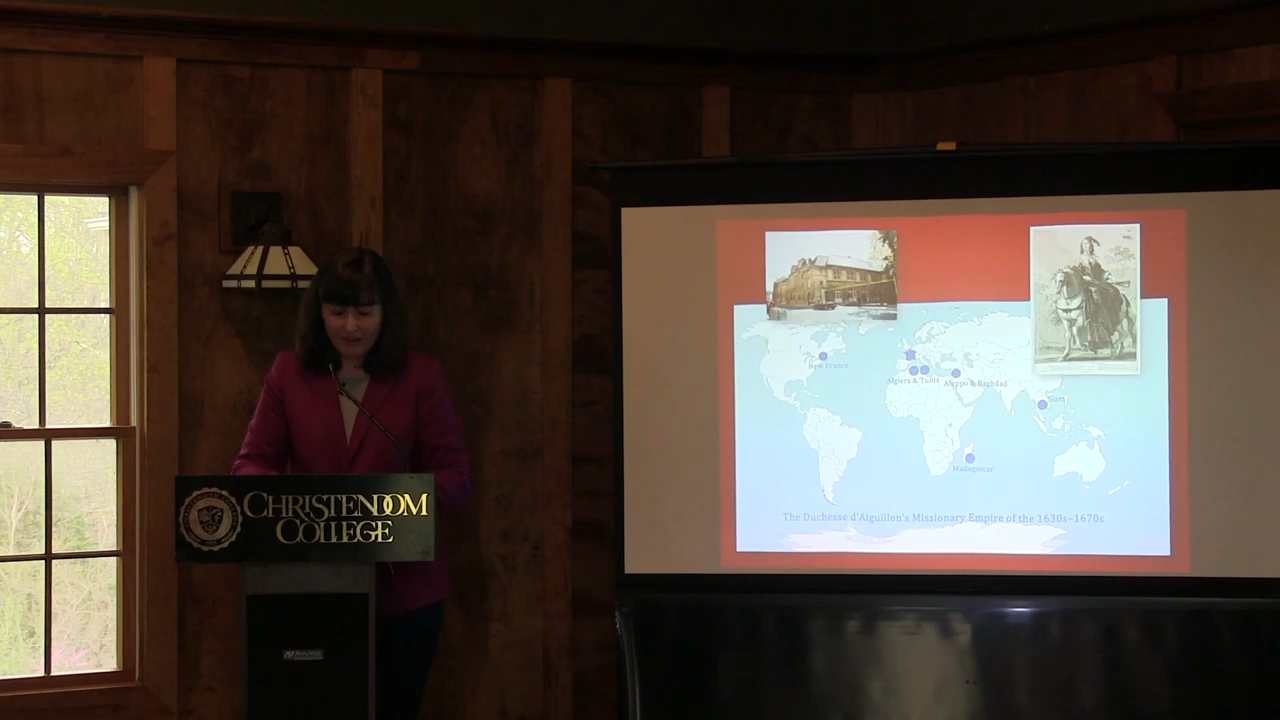 CHRISTENDOM
COLLEGE
New France
Algiers & Tunis
Aleppo & Baghdad
Siam
Madagascar
The Duchesse d'Aiguillon's Missionary Empire of the 1630s–1670s